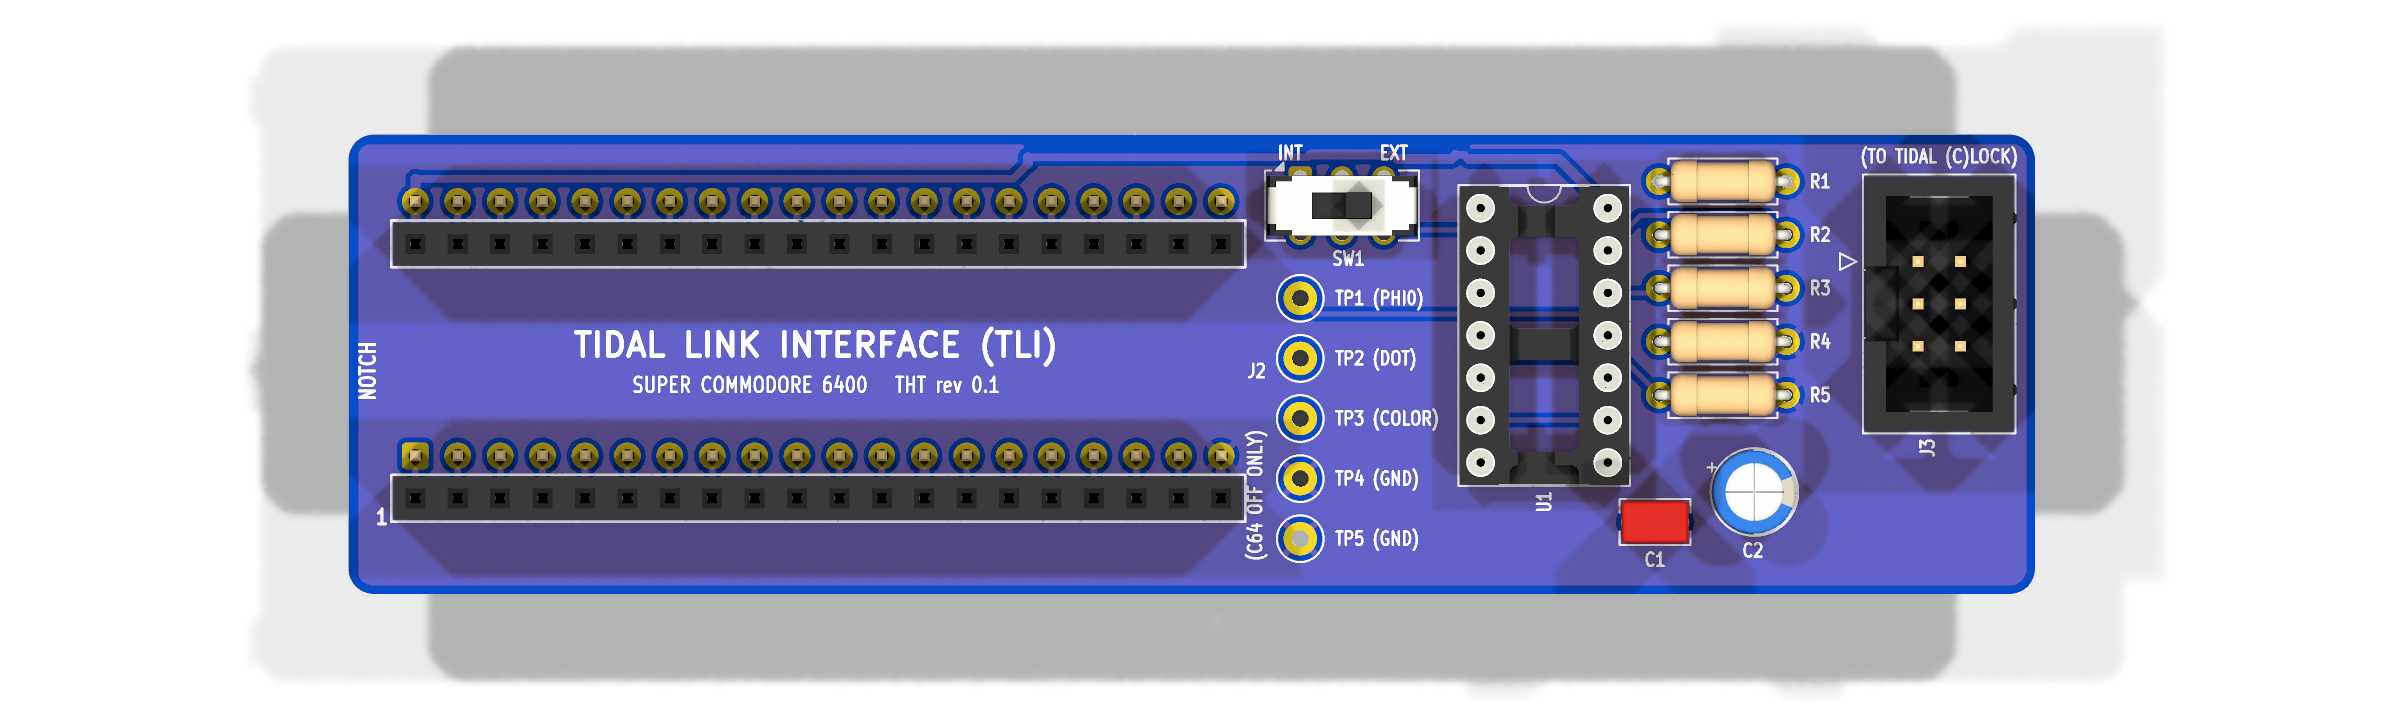 INT
EXT
(TO TIDAL (C)LOCK)
R1
R2
R3
R4
R5
SW1
TP1 (PHI0)
TP2 (DOT)
TP3 (COLOR)
TP4 (GND)
TP5 (GND)
J2
(C64 OFF ONLY)
NOTCH
TIDAL LINK INTERFACE (TLI)
SUPER COMMODORE 6400 THT rev 0.1
1
U1
+
C1
C2
J3